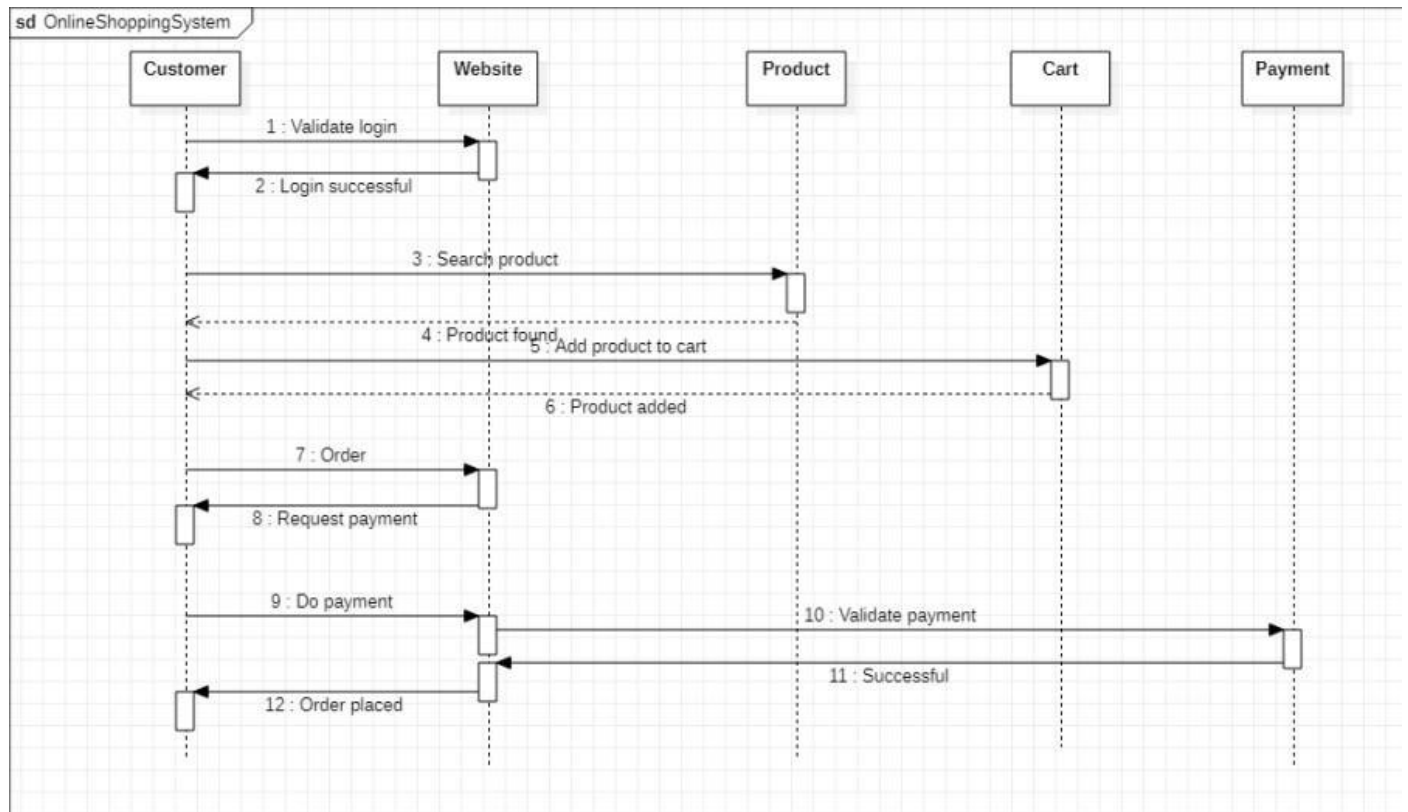 sd OnlineShoppingSystem
Customer
Website
Product
Cart
Payment
1 : Validate login
2 : Login successful
3 : Search product
4 : Product found
5 : Add product to cart
6 : Product added
7 : Order
8 : Request payment
9 : Do payment
10 : Validate payment
11 : Successful
12 : Order placed